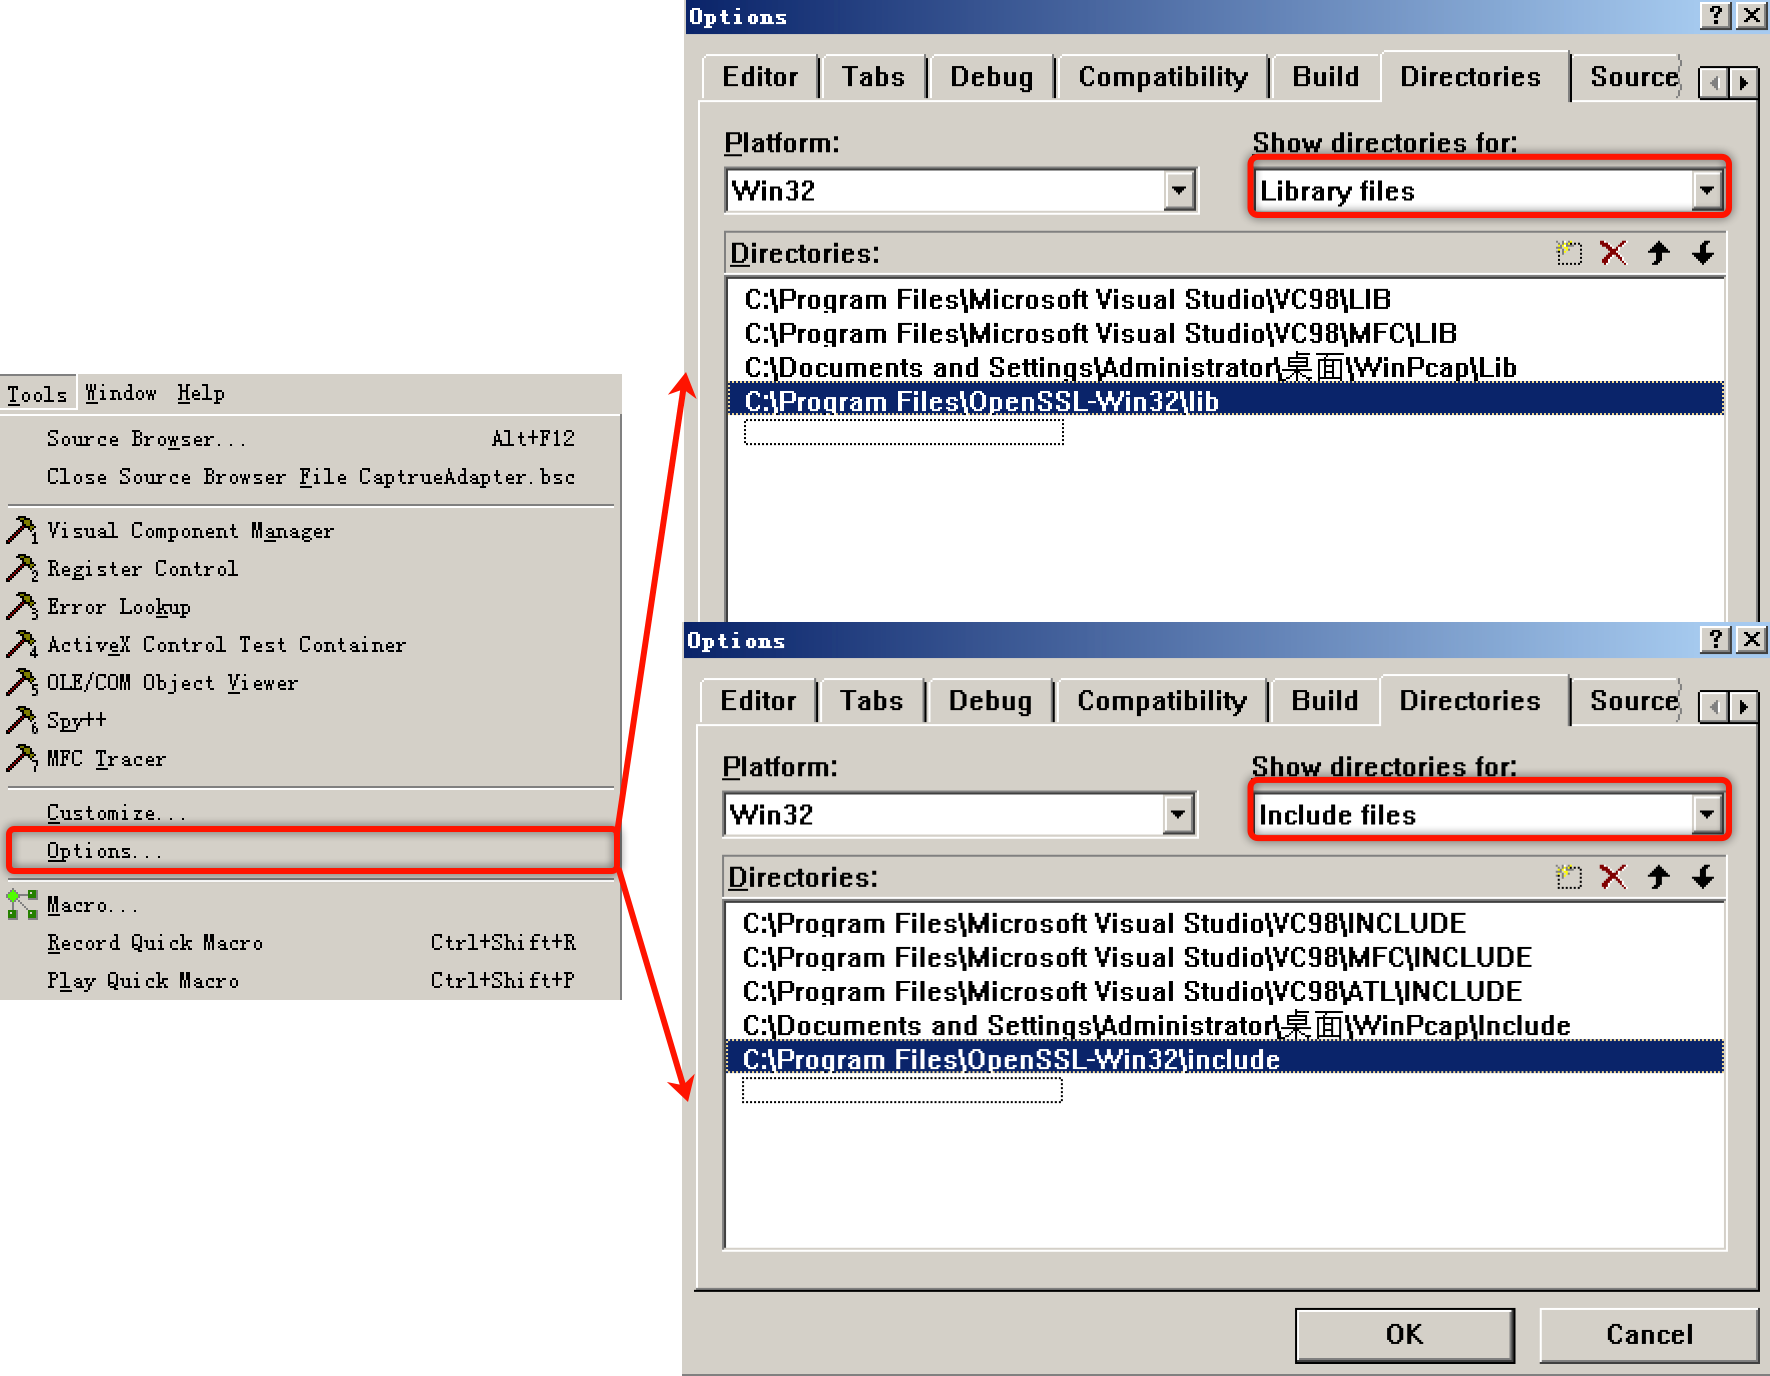 Tools Window Help
Source Browser... Alt+F12
Close Source Browser File CaptrueAdapter.bsc
1 Visual Component Manager
2 Register Control
3 Error Lookup
4 ActiveX Control Test Container
5 OLE/COM Object Viewer
6 Spy++
7 MFC Tracer
Customize...
Options...
Macro...
Record Quick Macro Ctrl+Shift+R
Play Quick Macro Ctrl+Shift+P
Options
Editor Tabs Debug Compatibility Build Directories Source
Platform: Show directories for:
Win32 Library files
Directories:
C:\Program Files\Microsoft Visual Studio\VC98\LIB
C:\Program Files\Microsoft Visual Studio\VC98\MFC\LIB
C:\Documents and Settings\Administrator\桌面\WinPcap\Lib
C:\Program Files\OpenSSL-Win32\lib
Options
Editor Tabs Debug Compatibility Build Directories Source
Platform: Show directories for:
Win32 Include files
Directories:
C:\Program Files\Microsoft Visual Studio\VC98\INCLUDE
C:\Program Files\Microsoft Visual Studio\VC98\MFC\INCLUDE
C:\Program Files\Microsoft Visual Studio\VC98\ATL\INCLUDE
C:\Documents and Settings\Administrator\桌面\WinPcap\Include
C:\Program Files\OpenSSL-Win32\include
OK Cancel